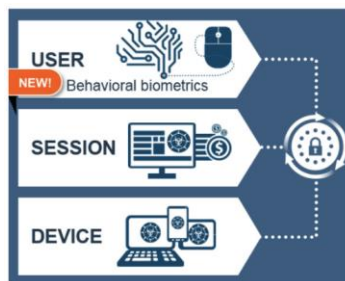 USER
NEW! Behavioral biometrics
SESSION
$
DEVICE